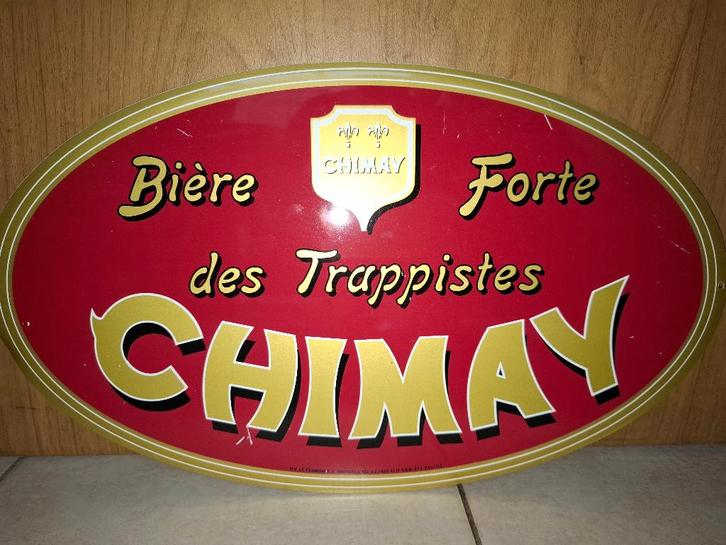 CHIMAY
Bière Forte
des Trappistes
CHIMAY